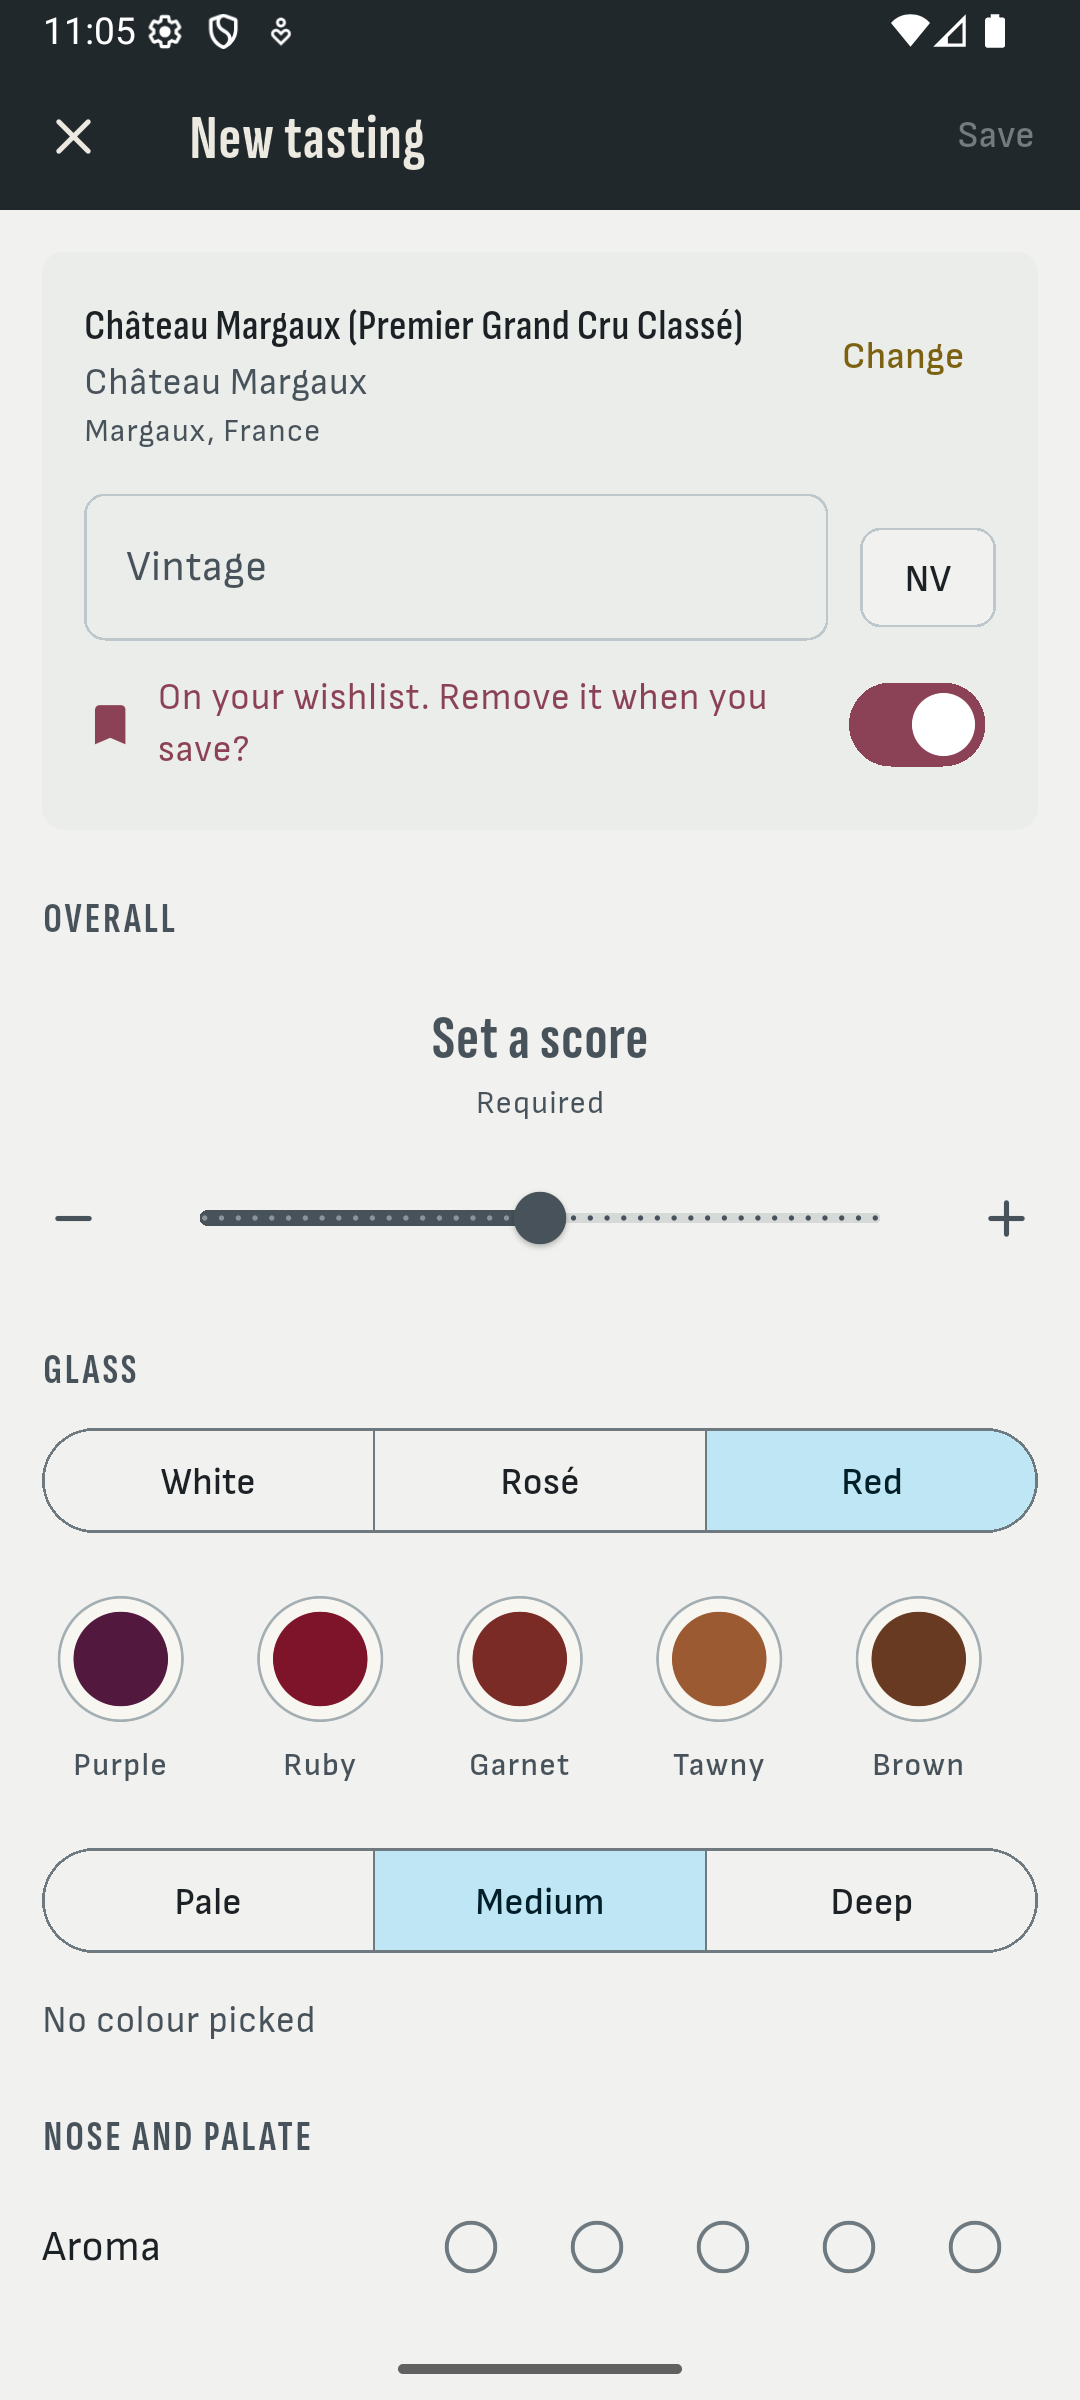 11:05
New tasting
Save
Château Margaux (Premier Grand Cru Classé)
Château Margaux
Margaux, France
Change
Vintage
NV
On your wishlist. Remove it when you
save?
OVERALL
Set a score
Required
GLASS
White
Rosé
Red
Purple
Ruby
Garnet
Tawny
Brown
Pale
Medium
Deep
No colour picked
NOSE AND PALATE
Aroma